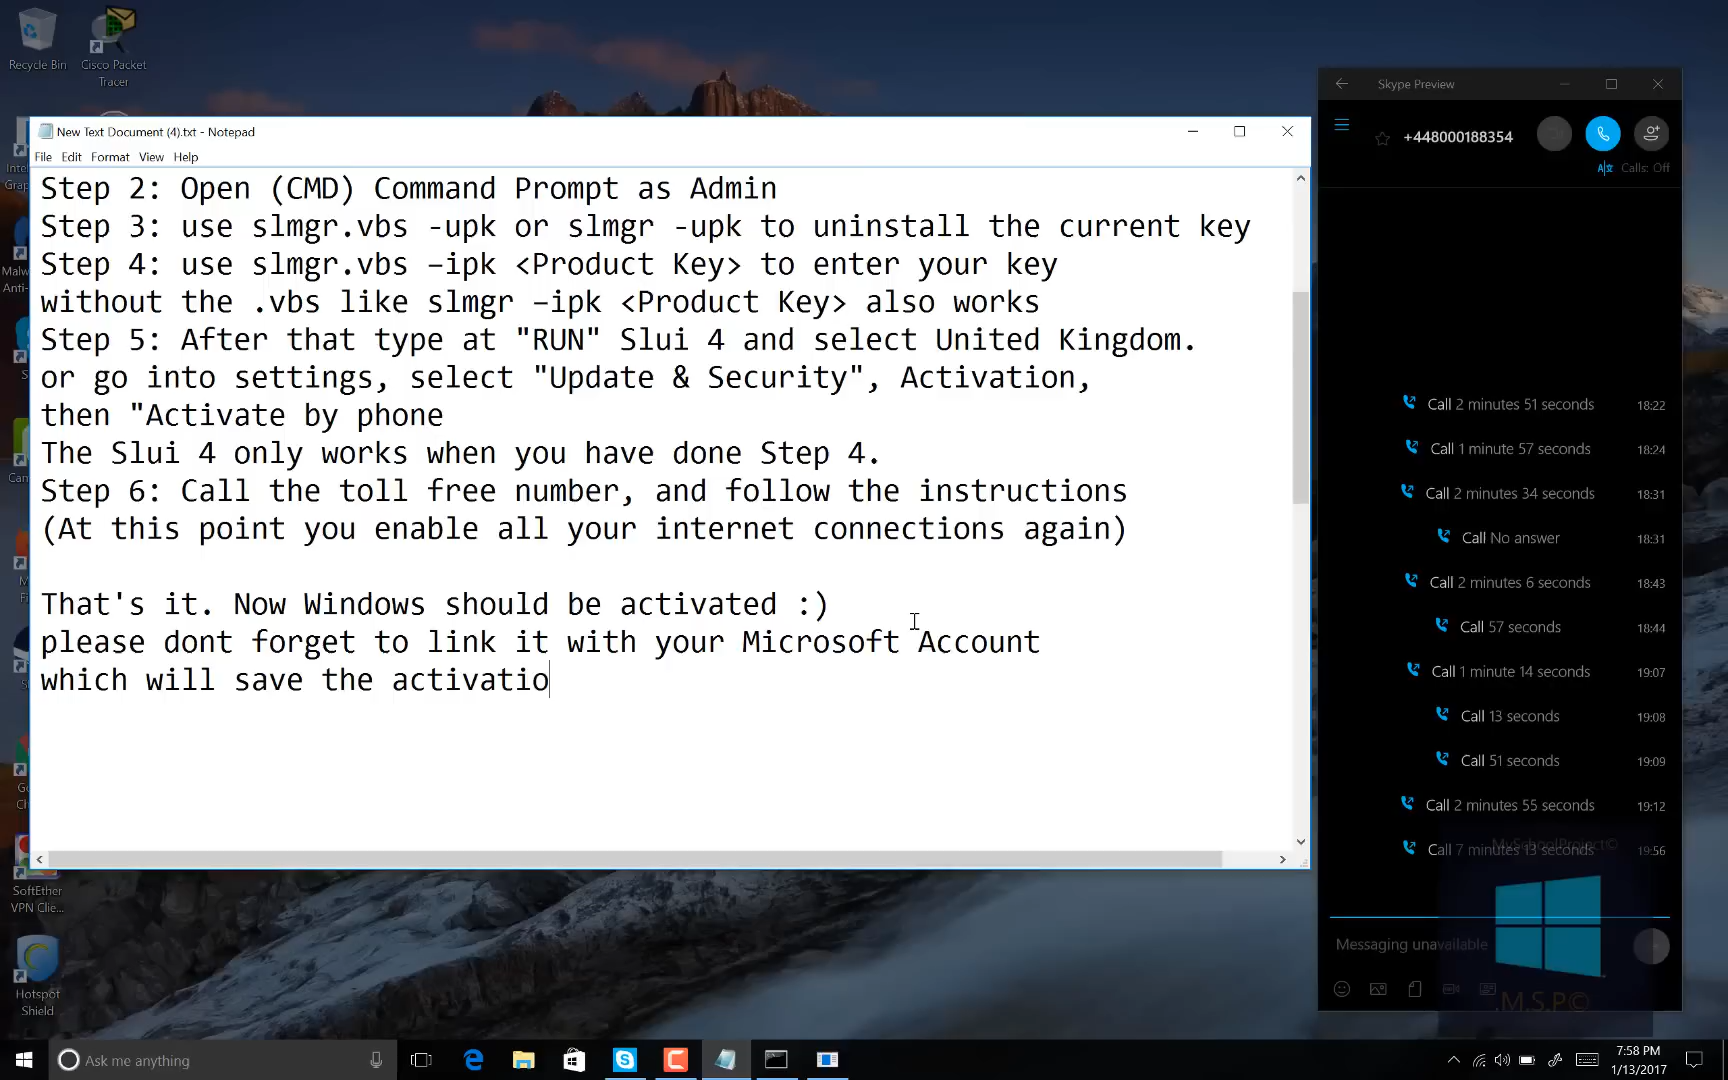 Recycle Bin
Cisco Packet
Tracer
New Text Document (4).txt - Notepad
File Edit Format View Help
Step 2: Open (CMD) Command Prompt as Admin
Step 3: use slmgr.vbs -upk or slmgr -upk to uninstall the current key
Step 4: use slmgr.vbs –ipk <Product Key> to enter your key
without the .vbs like slmgr –ipk <Product Key> also works
Step 5: After that type at "RUN" Slui 4 and select United Kingdom.
or go into settings, select "Update & Security", Activation,
then "Activate by phone
The Slui 4 only works when you have done Step 4.
Step 6: Call the toll free number, and follow the instructions
(At this point you enable all your internet connections again)
That's it. Now Windows should be activated :)
please dont forget to link it with your Microsoft Account
which will save the activatio
SoftEther
VPN Clie...
Hotspot
Shield
Skype Preview
+448000188354
Calls: Off
Call 2 minutes 51 seconds 18:22
Call 1 minute 57 seconds 18:24
Call 2 minutes 34 seconds 18:31
Call No answer 18:31
Call 2 minutes 6 seconds 18:43
Call 57 seconds 18:44
Call 1 minute 14 seconds 19:07
Call 13 seconds 19:08
Call 51 seconds 19:09
Call 2 minutes 55 seconds 19:12
MySchoolProject©
Call 7 minutes 13 seconds 19:56
Messaging unavailable
.M.S.P©
Ask me anything
7:58 PM
1/13/2017